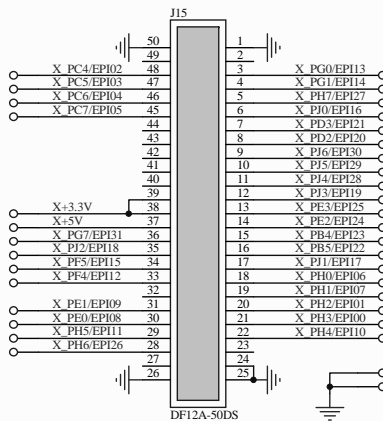 J15
50 1
49 2
X_PC4/EPI02 48 3 X_PG0/EPI13
X_PC5/EPI03 47 4 X_PG1/EPI14
X_PC6/EPI04 46 5 X_PH7/EPI27
X_PC7/EPI05 45 6 X_PJ0/EPI16
44 7 X_PD3/EPI21
43 8 X_PD2/EPI20
42 9 X_PJ6/EPI30
41 10 X_PJ5/EPI29
40 11 X_PJ4/EPI28
39 12 X_PJ3/EPI19
X+3.3V 38 13 X_PE3/EPI25
X+5V 37 14 X_PE2/EPI24
X_PG7/EPI31 36 15 X_PB4/EPI23
X_PJ2/EPI18 35 16 X_PB5/EPI22
X_PF5/EPI15 34 17 X_PJ1/EPI17
X_PF4/EPI12 33 18 X_PH0/EPI06
32 19 X_PH1/EPI07
X_PE1/EPI09 31 20 X_PH2/EPI01
X_PE0/EPI08 30 21 X_PH3/EPI00
X_PH5/EPI11 29 22 X_PH4/EPI10
X_PH6/EPI26 28 23
27 24
26 25
DF12A-50DS